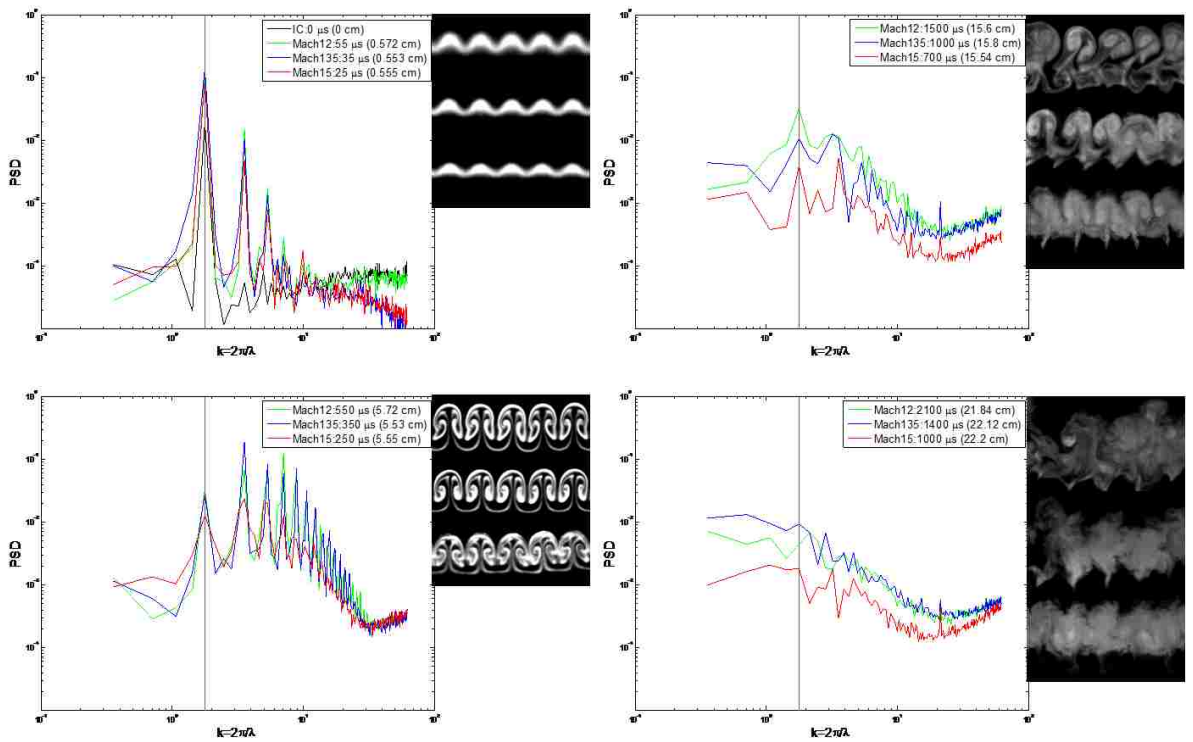 IC:0 μs (0 cm)
Mach12:55 μs (0.572 cm)
Mach135:35 μs (0.553 cm)
Mach15:25 μs (0.555 cm)
PSD
k=2π/λ
Mach12:1500 μs (15.6 cm)
Mach135:1000 μs (15.8 cm)
Mach15:700 μs (15.54 cm)
PSD
k=2π/λ
Mach12:550 μs (5.72 cm)
Mach135:350 μs (5.53 cm)
Mach15:250 μs (5.55 cm)
PSD
k=2π/λ
Mach12:2100 μs (21.84 cm)
Mach135:1400 μs (22.12 cm)
Mach15:1000 μs (22.2 cm)
PSD
k=2π/λ